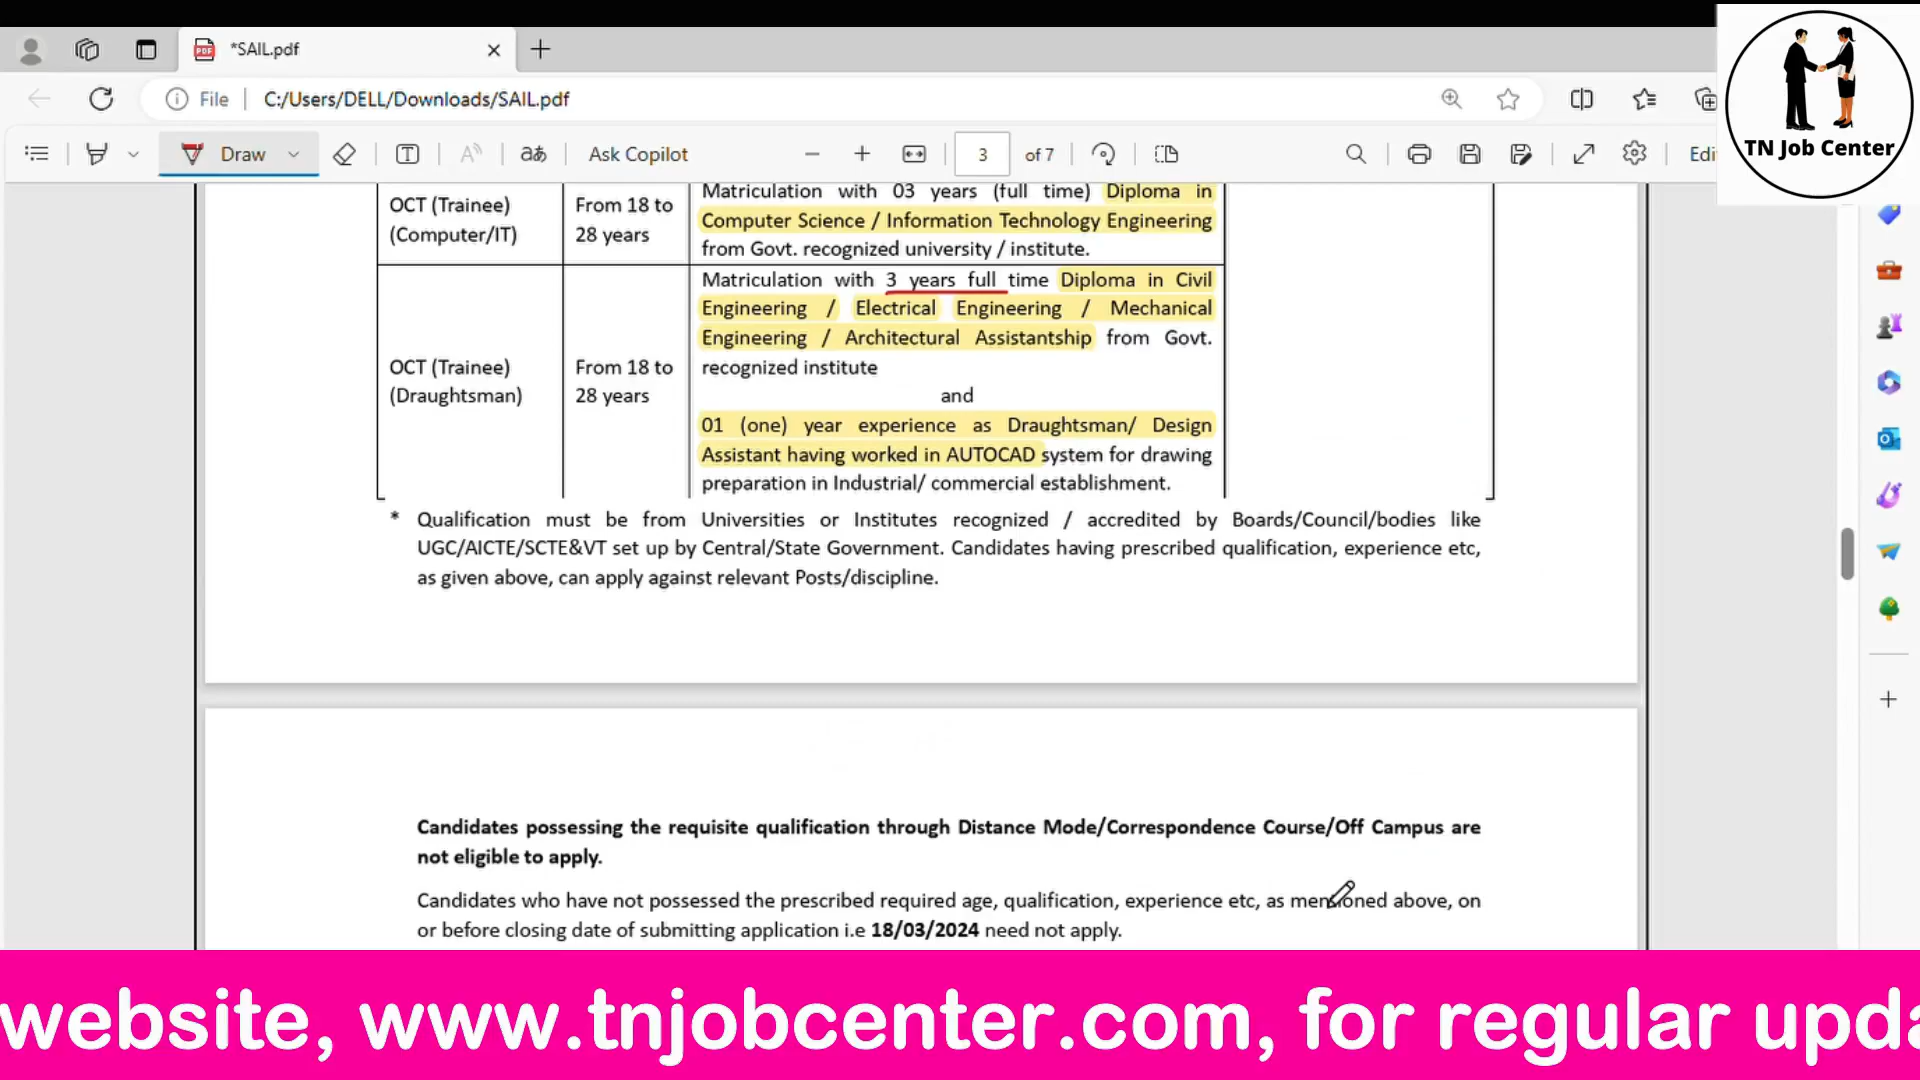 *SAIL.pdf
File
C:/Users/DELL/Downloads/SAIL.pdf
TN Job Center
Draw
Ask Copilot
3
of 7
OCT (Trainee)
(Computer/IT)
From 18 to
28 years
Matriculation with 03 years (full time) Diploma in
Computer Science / Information Technology Engineering
from Govt. recognized university / institute.
OCT (Trainee)
(Draughtsman)
From 18 to
28 years
Matriculation with 3 years full time Diploma in Civil
Engineering / Electrical Engineering / Mechanical
Engineering / Architectural Assistantship from Govt.
recognized institute
and
01 (one) year experience as Draughtsman/ Design
Assistant having worked in AUTOCAD system for drawing
preparation in Industrial/ commercial establishment.
* Qualification must be from Universities or Institutes recognized / accredited by Boards/Council/bodies like
UGC/AICTE/SCTE&VT set up by Central/State Government. Candidates having prescribed qualification, experience etc,
as given above, can apply against relevant Posts/discipline.
Candidates possessing the requisite qualification through Distance Mode/Correspondence Course/Off Campus are
not eligible to apply.
Candidates who have not possessed the prescribed required age, qualification, experience etc, as mentioned above, on
or before closing date of submitting application i.e 18/03/2024 need not apply.
website, www.tnjobcenter.com, for regular upda